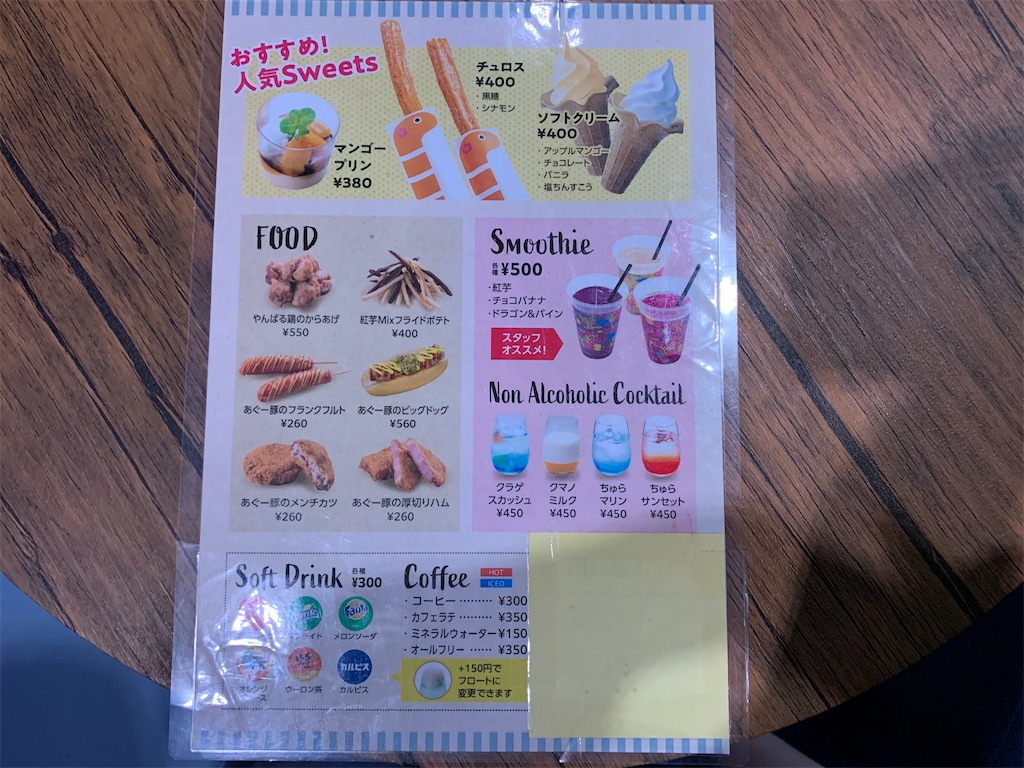 おすすめ!
人気Sweets
マンゴー
プリン
¥380
チュロス
¥400
・黒糖
・シナモン
ソフトクリーム
¥400
・アップルマンゴー
・チョコレート
・バニラ
・塩ちんすこう
FOOD
やんばる鶏のからあげ
¥550
紅芋Mixフライドポテト
¥400
あぐー豚のフランクフルト
¥260
あぐー豚のビッグドッグ
¥560
あぐー豚のメンチカツ
¥260
あぐー豚の厚切りハム
¥260
Smoothie
各種 ¥500
・紅芋
・チョコバナナ
・ドラゴン&パイン
スタッフ
オススメ!
Non Alcoholic Cocktail
クラゲ
スカッシュ
¥450
クマノ
ミルク
¥450
ちゅら
マリン
¥450
ちゅら
サンセット
¥450
Soft Drink 各種 ¥300
Fanta
メロンソーダ
オレンジ
ウーロン茶
カルピス
カルピス
Coffee HOT
ICED
・コーヒー ……… ¥300
・カフェラテ ……… ¥350
・ミネラルウォーター ¥150
・オールフリー …… ¥350
+150円で
フロートに
変更できます